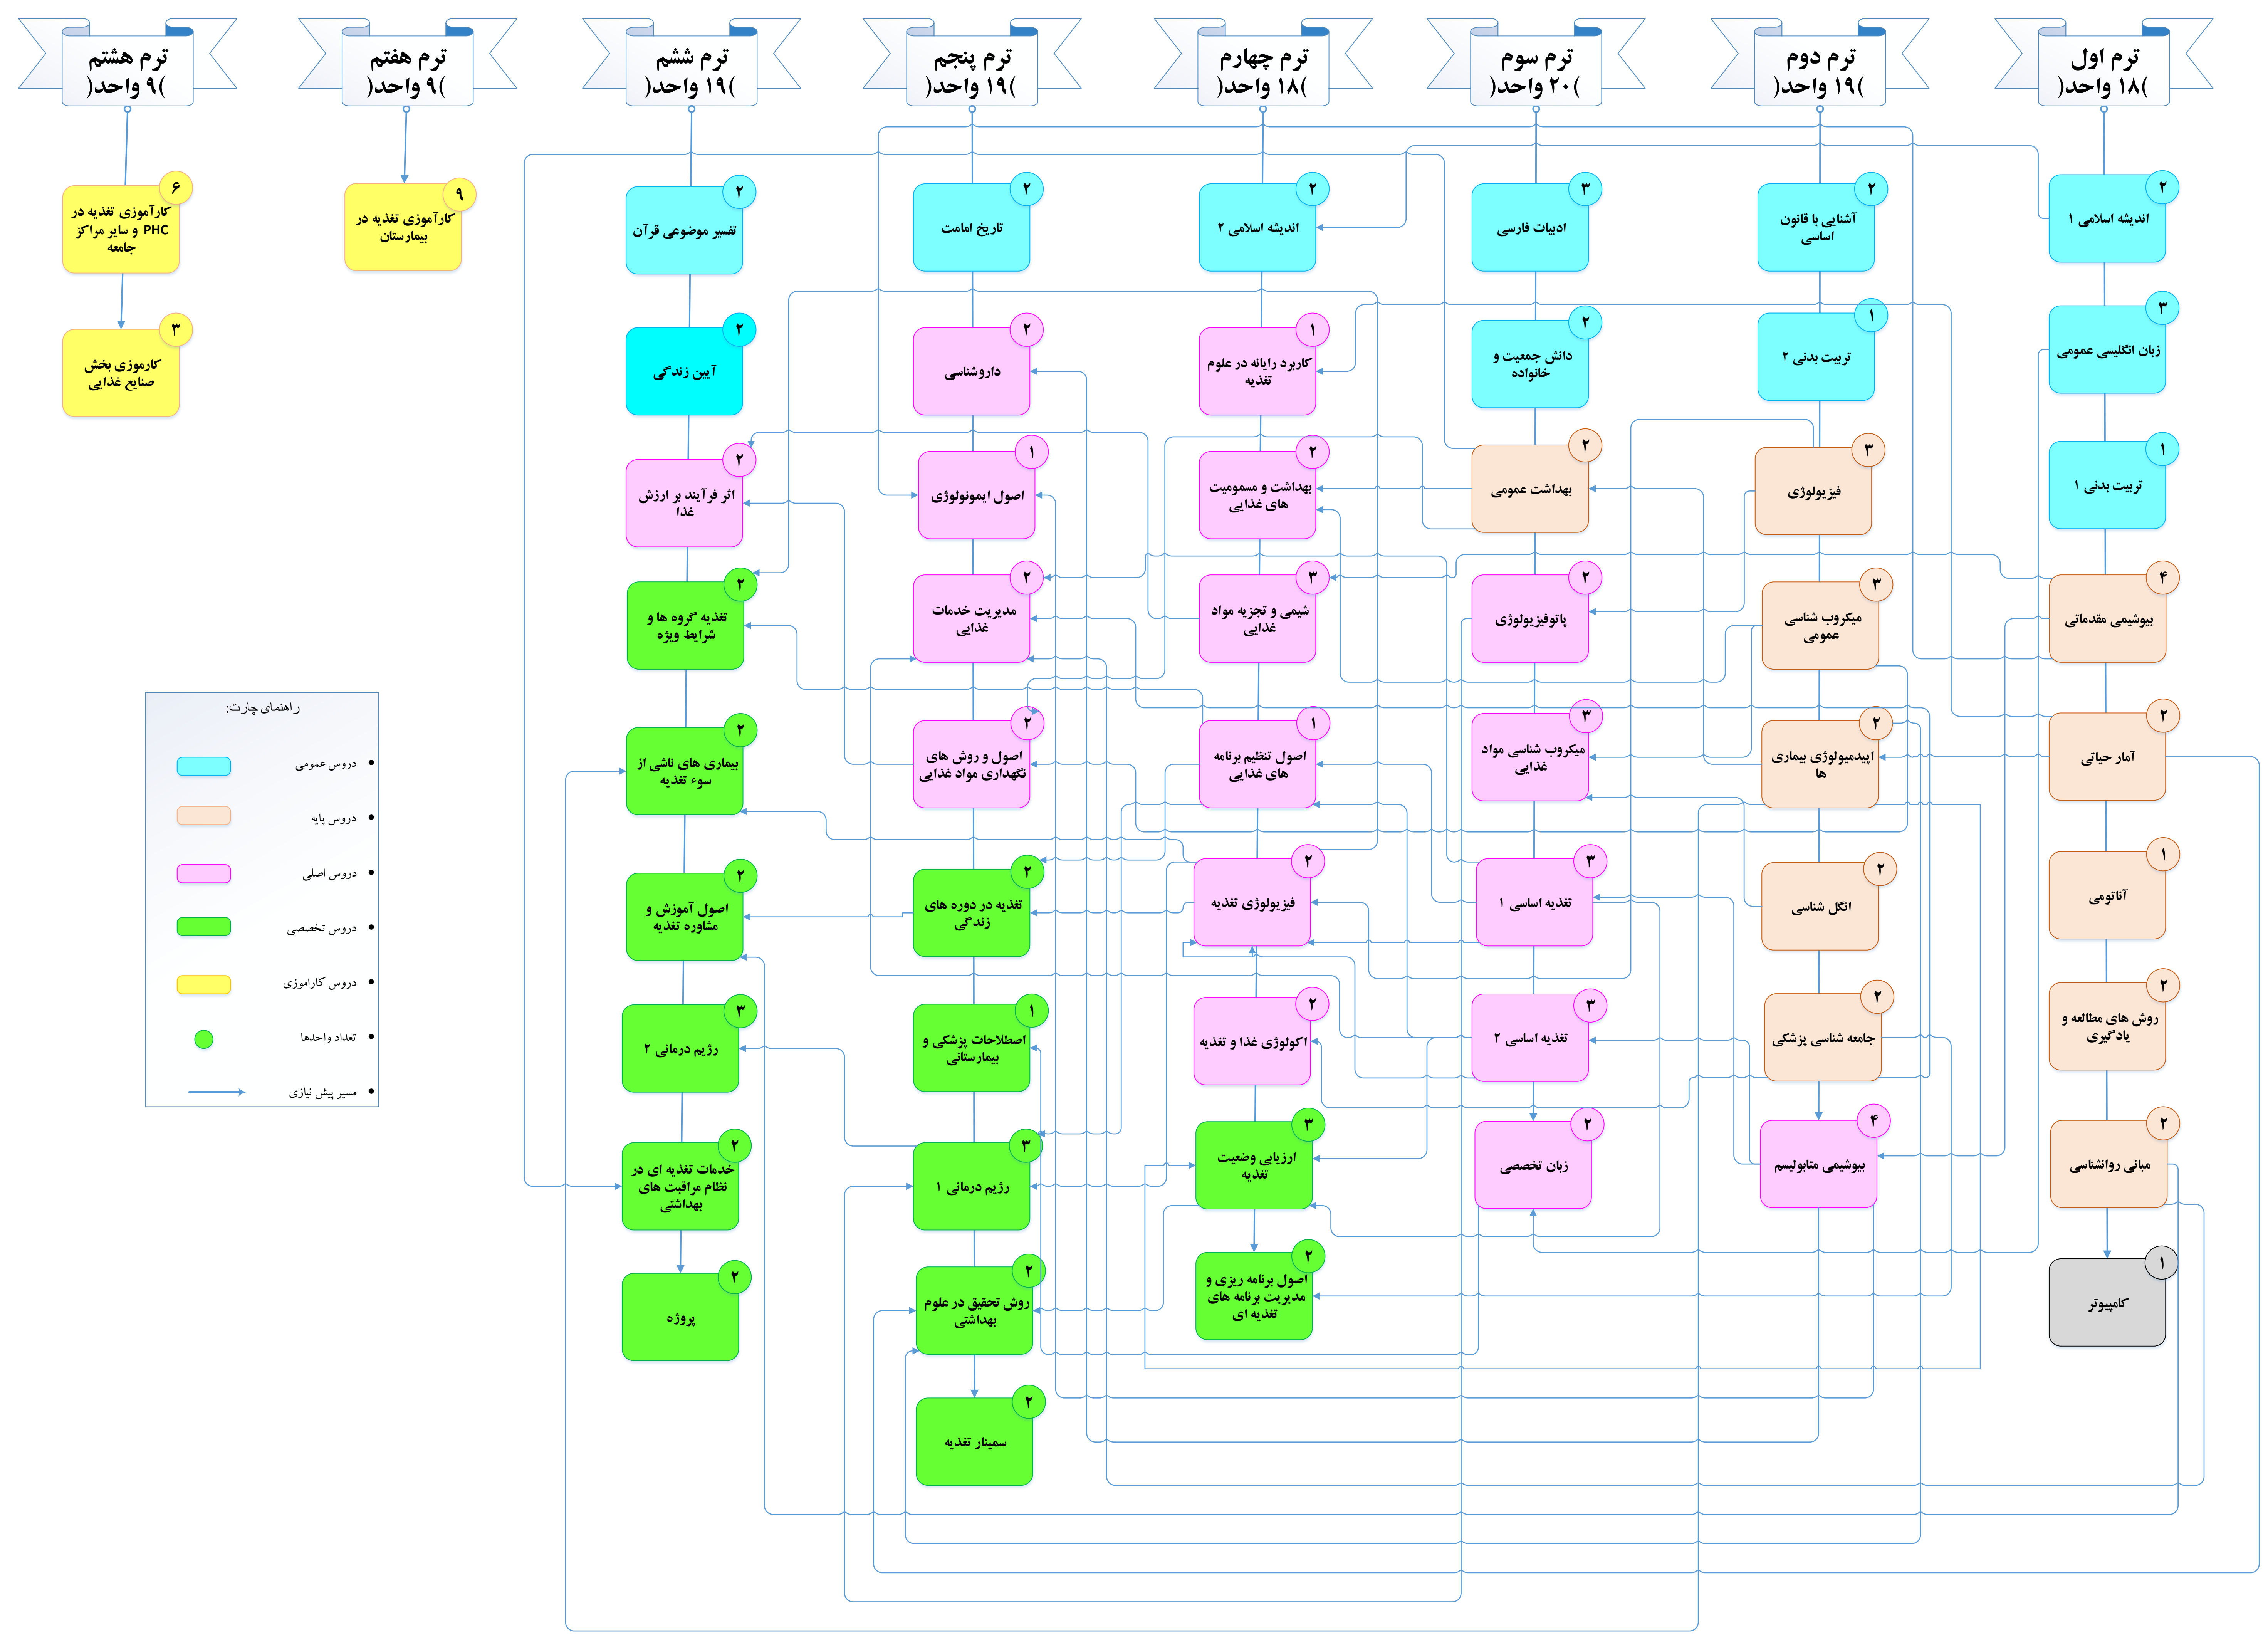 ترم اول
)۱۸ واحد(
ترم دوم
)۱۹ واحد(
ترم سوم
)۲۰ واحد(
ترم چهارم
)۱۸ واحد(
ترم پنجم
)۱۹ واحد(
ترم ششم
)۱۹ واحد(
ترم هفتم
)۹ واحد(
ترم هشتم
)۹ واحد(
۲
اندیشه اسلامی ۱
۳
زبان انگلیسی عمومی
۱
تربیت بدنی ۱
۴
بیوشیمی مقدماتی
۲
آمار حیاتی
۱
آناتومی
۲
روش های مطالعه و
یادگیری
۲
مبانی روانشناسی
۱
کامپیوتر
۲
آشنایی با قانون
اساسی
۱
تربیت بدنی ۲
۳
فیزیولوژی
۳
میکروب شناسی
عمومی
۲
اپیدمیولوژی بیماری
ها
۲
انگل شناسی
۲
جامعه شناسی پزشکی
۴
بیوشیمی متابولیسم
۳
ادبیات فارسی
۲
دانش جمعیت و
خانواده
۲
بهداشت عمومی
۲
پاتوفیزیولوژی
۳
میکروب شناسی مواد
غذایی
۳
تغذیه اساسی ۱
۳
تغذیه اساسی ۲
۲
زبان تخصصی
۲
اندیشه اسلامی ۲
۱
کاربرد رایانه در علوم
تغذیه
۲
بهداشت و مسمومیت
های غذایی
۳
شیمی و تجزیه مواد
غذایی
۱
اصول تنظیم برنامه
های غذایی
۲
فیزیولوژی تغذیه
۲
اکولوژی غذا و تغذیه
۳
ارزیابی وضعیت
تغذیه
۲
اصول برنامه ریزی و
مدیریت برنامه های
تغذیه ای
۲
تاریخ امامت
۲
داروشناسی
۱
اصول ایمونولوژی
۲
مدیریت خدمات
غذایی
۲
اصول و روش های
نگهداری مواد غذایی
۲
تغذیه در دوره های
زندگی
۱
اصطلاحات پزشکی و
بیمارستانی
۳
رژیم درمانی ۱
۲
روش تحقیق در علوم
بهداشتی
۲
سمینار تغذیه
۲
تفسیر موضوعی قرآن
۲
آیین زندگی
۲
اثر فرآیند بر ارزش
غذا
۲
تغذیه گروه ها و
شرایط ویژه
۲
بیماری های ناشی از
سوء تغذیه
۲
اصول آموزش و
مشاوره تغذیه
۳
رژیم درمانی ۲
۲
خدمات تغذیه ای در
نظام مراقبت های
بهداشتی
۲
پروژه
۹
کارآموزی تغذیه در
بیمارستان
۶
کارآموزی تغذیه در
PHC و سایر مراکز
جامعه
۳
کارموزی بخش
صنایع غذایی
راهنمای چارت:
• دروس عمومی
• دروس پایه
• دروس اصلی
• دروس تخصصی
• دروس کاراموزی
• تعداد واحدها
• مسیر پیش نیازی